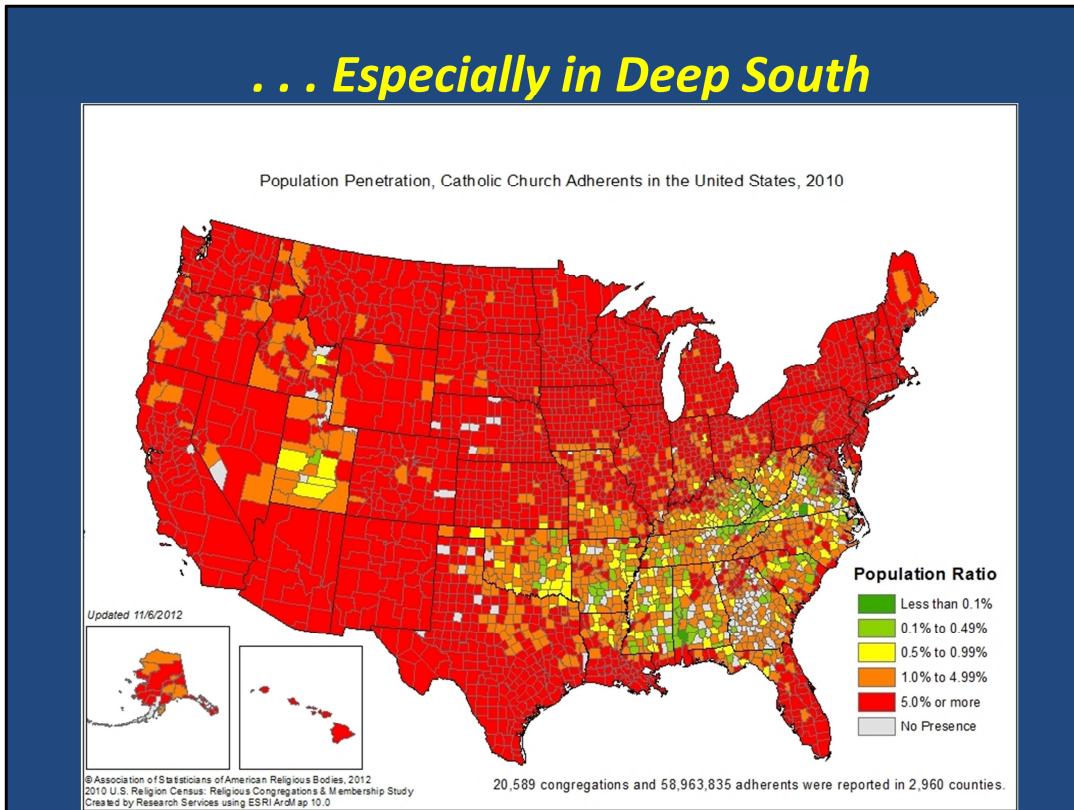 . . . Especially in Deep South
Population Penetration, Catholic Church Adherents in the United States, 2010
Population Ratio
Less than 0.1%
0.1% to 0.49%
0.5% to 0.99%
1.0% to 4.99%
5.0% or more
No Presence
Updated 11/6/2012
© Association of Statisticians of American Religious Bodies, 2012
2010 U.S. Religion Census: Religious Congregations & Membership Study
Created by Research Services using ESRI ArcMap 10.0
20,589 congregations and 58,963,835 adherents were reported in 2,960 counties.